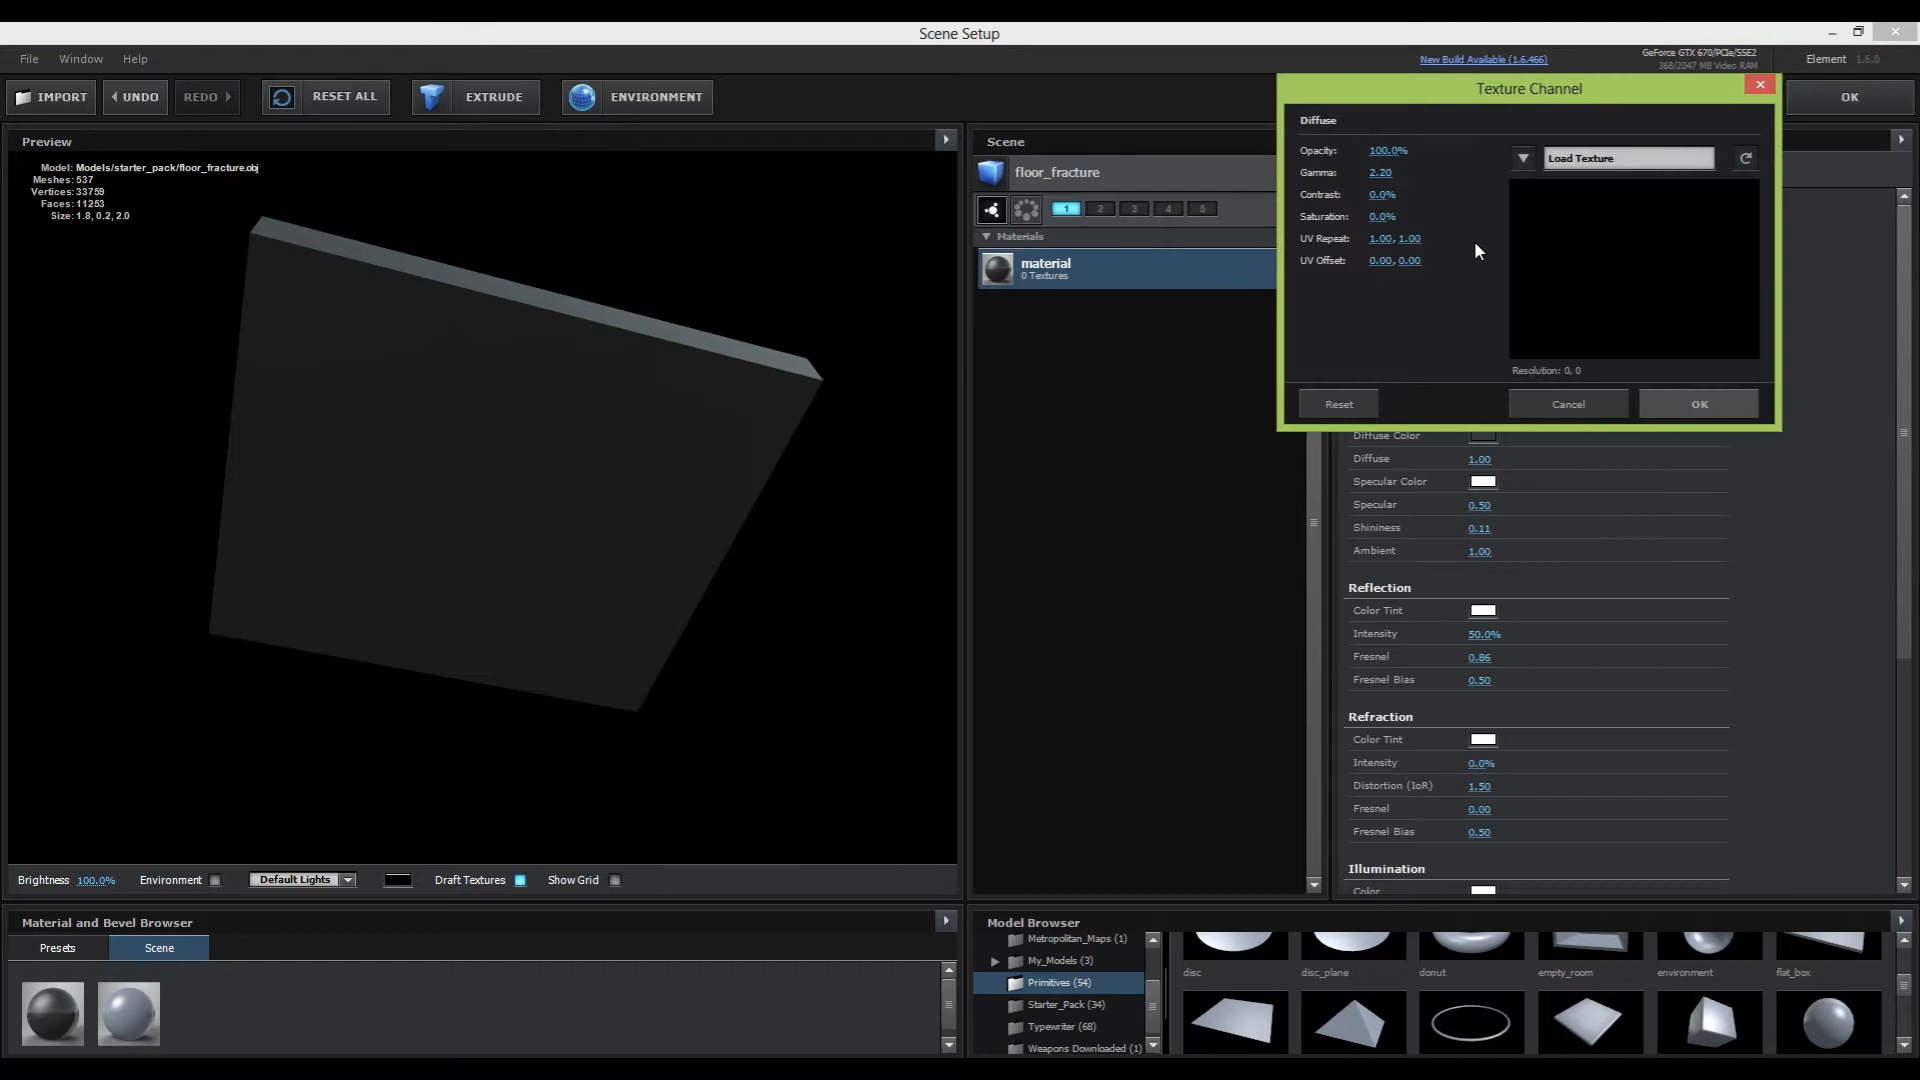 Scene Setup
File Window Help
New Build Available (1.6.466)
GeForce GTX 670/PCIe/SSE2
368/2047 MB Video RAM
Element 1.6.0
IMPORT UNDO REDO RESET ALL EXTRUDE ENVIRONMENT OK
Preview
Model: Models/starter_pack/floor_fracture.obj
Meshes: 537
Vertices: 33759
Faces: 11253
Size: 1.8, 0.2, 2.0
Brightness 100.0% Environment Default Lights Draft Textures Show Grid
Scene
floor_fracture
1 2 3 4 5
Materials
material
0 Textures
Texture Channel
Diffuse
Opacity: 100.0%
Gamma: 2.20
Contrast: 0.0%
Saturation: 0.0%
UV Repeat: 1.00, 1.00
UV Offset: 0.00, 0.00
Load Texture
Resolution: 0, 0
Reset Cancel OK
Diffuse Color
Diffuse 1.00
Specular Color
Specular 0.50
Shininess 0.11
Ambient 1.00
Reflection
Color Tint
Intensity 50.0%
Fresnel 0.86
Fresnel Bias 0.50
Refraction
Color Tint
Intensity 0.0%
Distortion (IoR) 1.50
Fresnel 0.00
Fresnel Bias 0.50
Illumination
Color
Material and Bevel Browser
Presets Scene
Model Browser
Metropolitan_Maps (1)
My_Models (3)
Primitives (54)
Starter_Pack (34)
Typewriter (68)
Weapons Downloaded (1)
disc disc_plane donut empty_room environment flat_box